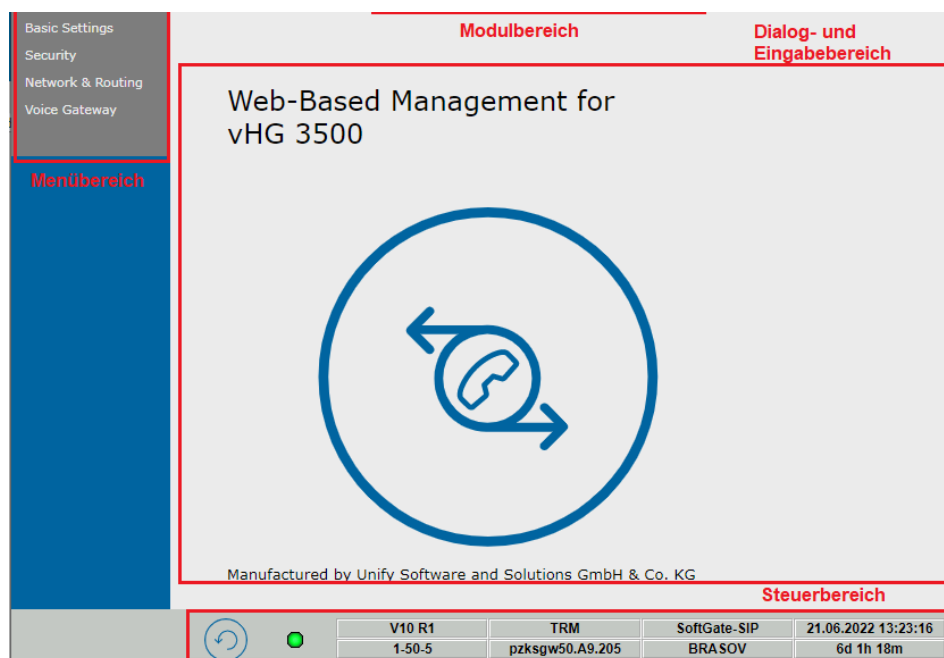 Basic Settings
Security
Network & Routing
Voice Gateway
Modulbereich
Dialog- und
Eingabebereich
Menübereich
Web-Based Management for
vHG 3500
Manufactured by Unify Software and Solutions GmbH & Co. KG
Steuerbereich
V10 R1 TRM SoftGate-SIP 21.06.2022 13:23:16
1-50-5 pzksgw50.A9.205 BRASOV 6d 1h 18m